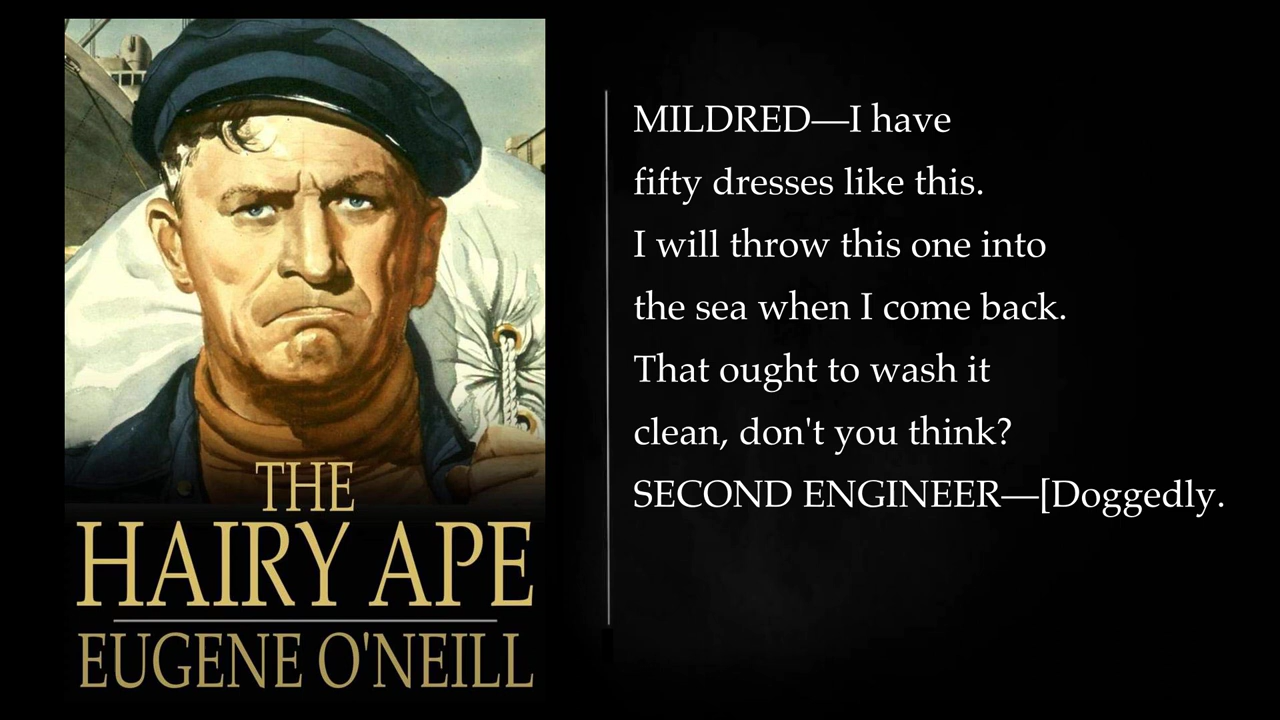 THE
HAIRY APE
EUGENE O'NEILL
MILDRED—I have
fifty dresses like this.
I will throw this one into
the sea when I come back.
That ought to wash it
clean, don't you think?
SECOND ENGINEER—[Doggedly.